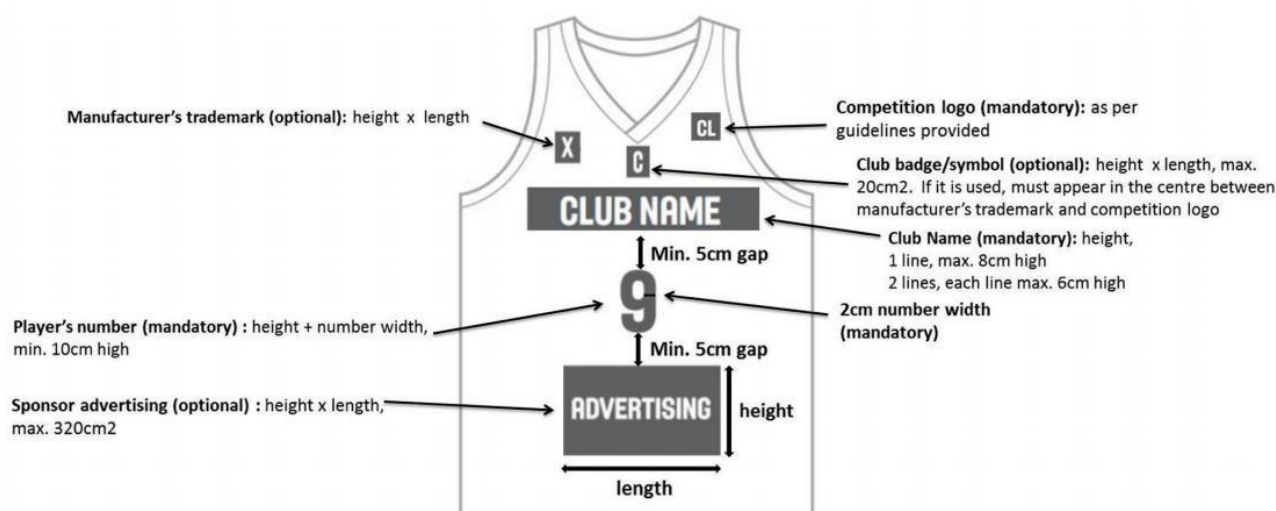 Manufacturer's trademark (optional): height x length
X
CL
Competition logo (mandatory): as per
guidelines provided
C
Club badge/symbol (optional): height x length, max.
20cm2. If it is used, must appear in the centre between
manufacturer's trademark and competition logo
CLUB NAME
Club Name (mandatory): height,
1 line, max. 8cm high
2 lines, each line max. 6cm high
Min. 5cm gap
9
2cm number width
(mandatory)
Player's number (mandatory) : height + number width,
min. 10cm high
Min. 5cm gap
Sponsor advertising (optional) : height x length,
max. 320cm2
ADVERTISING
height
length